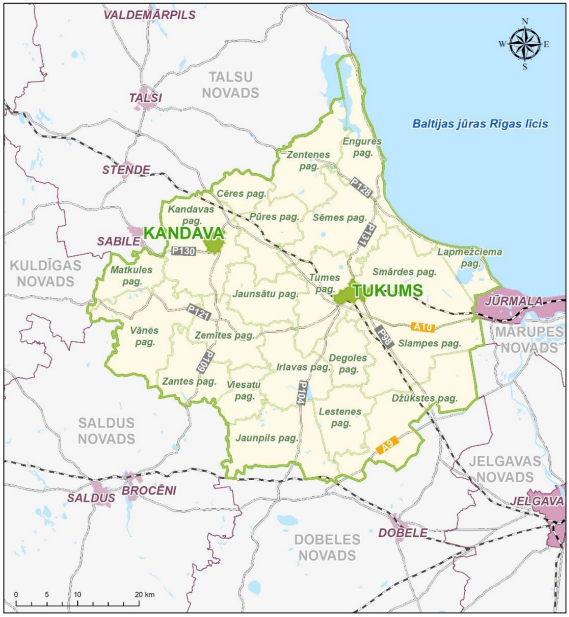 VALDEMĀRPILS
N
W
E
S
TALSU
NOVADS
TALSI
Baltijas jūras Rīgas līcis
Engures
pag.
Zentenes
pag.
STENDE
P128
Cēres pag.
Kandavas
pag.
Pūres pag.
Sēmes pag.
P131
KANDAVA
SABILE
P130
Lapmežciema
pag.
KULDĪGAS
NOVADS
Matkules
pag.
Tumes
pag.
Smārdes pag.
Jaunsātu pag.
TUKUMS
JŪRMALA
P121
A10
MĀRUPES
NOVADS
Vānes
pag.
Zemītes pag.
P98
Slampes pag.
P109
Degoles
pag.
Irlavas pag.
Zantes pag.
Viesatu
pag.
P104
Džūkstes pag.
Lestenes
pag.
SALDUS
NOVADS
Jaunpils pag.
A9
JELGAVAS
NOVADS
BROCĒNI
SALDUS
JELGAVA
DOBELES
NOVADS
DOBELE
0 5 10 20 km